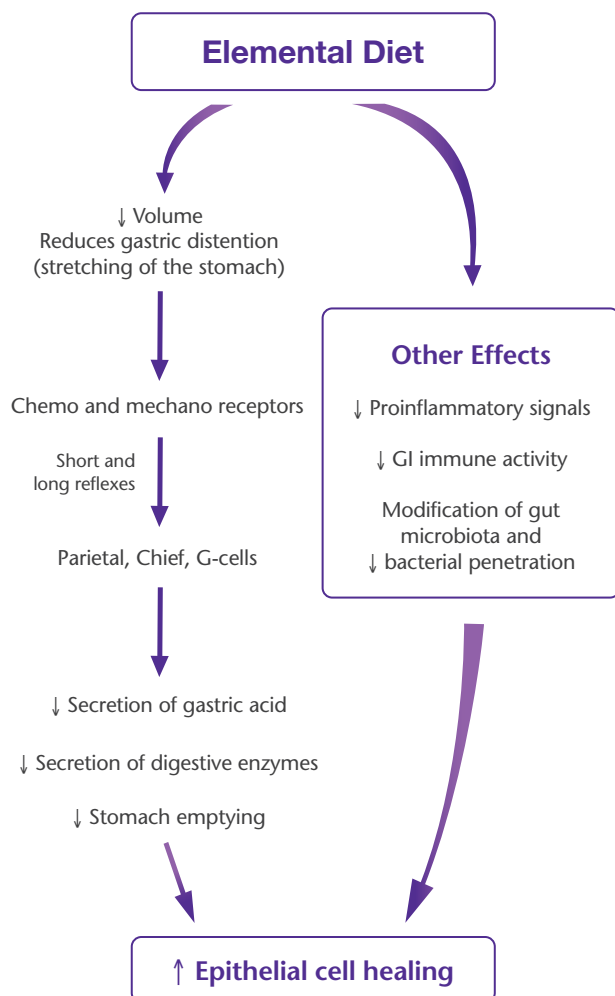 Elemental Diet
↓ Volume
Reduces gastric distention
(stretching of the stomach)
Chemo and mechano receptors
Short and
long reflexes
Parietal, Chief, G-cells
↓ Secretion of gastric acid
↓ Secretion of digestive enzymes
↓ Stomach emptying
Other Effects
↓ Proinflammatory signals
↓ GI immune activity
Modification of gut
microbiota and
↓ bacterial penetration
↑ Epithelial cell healing